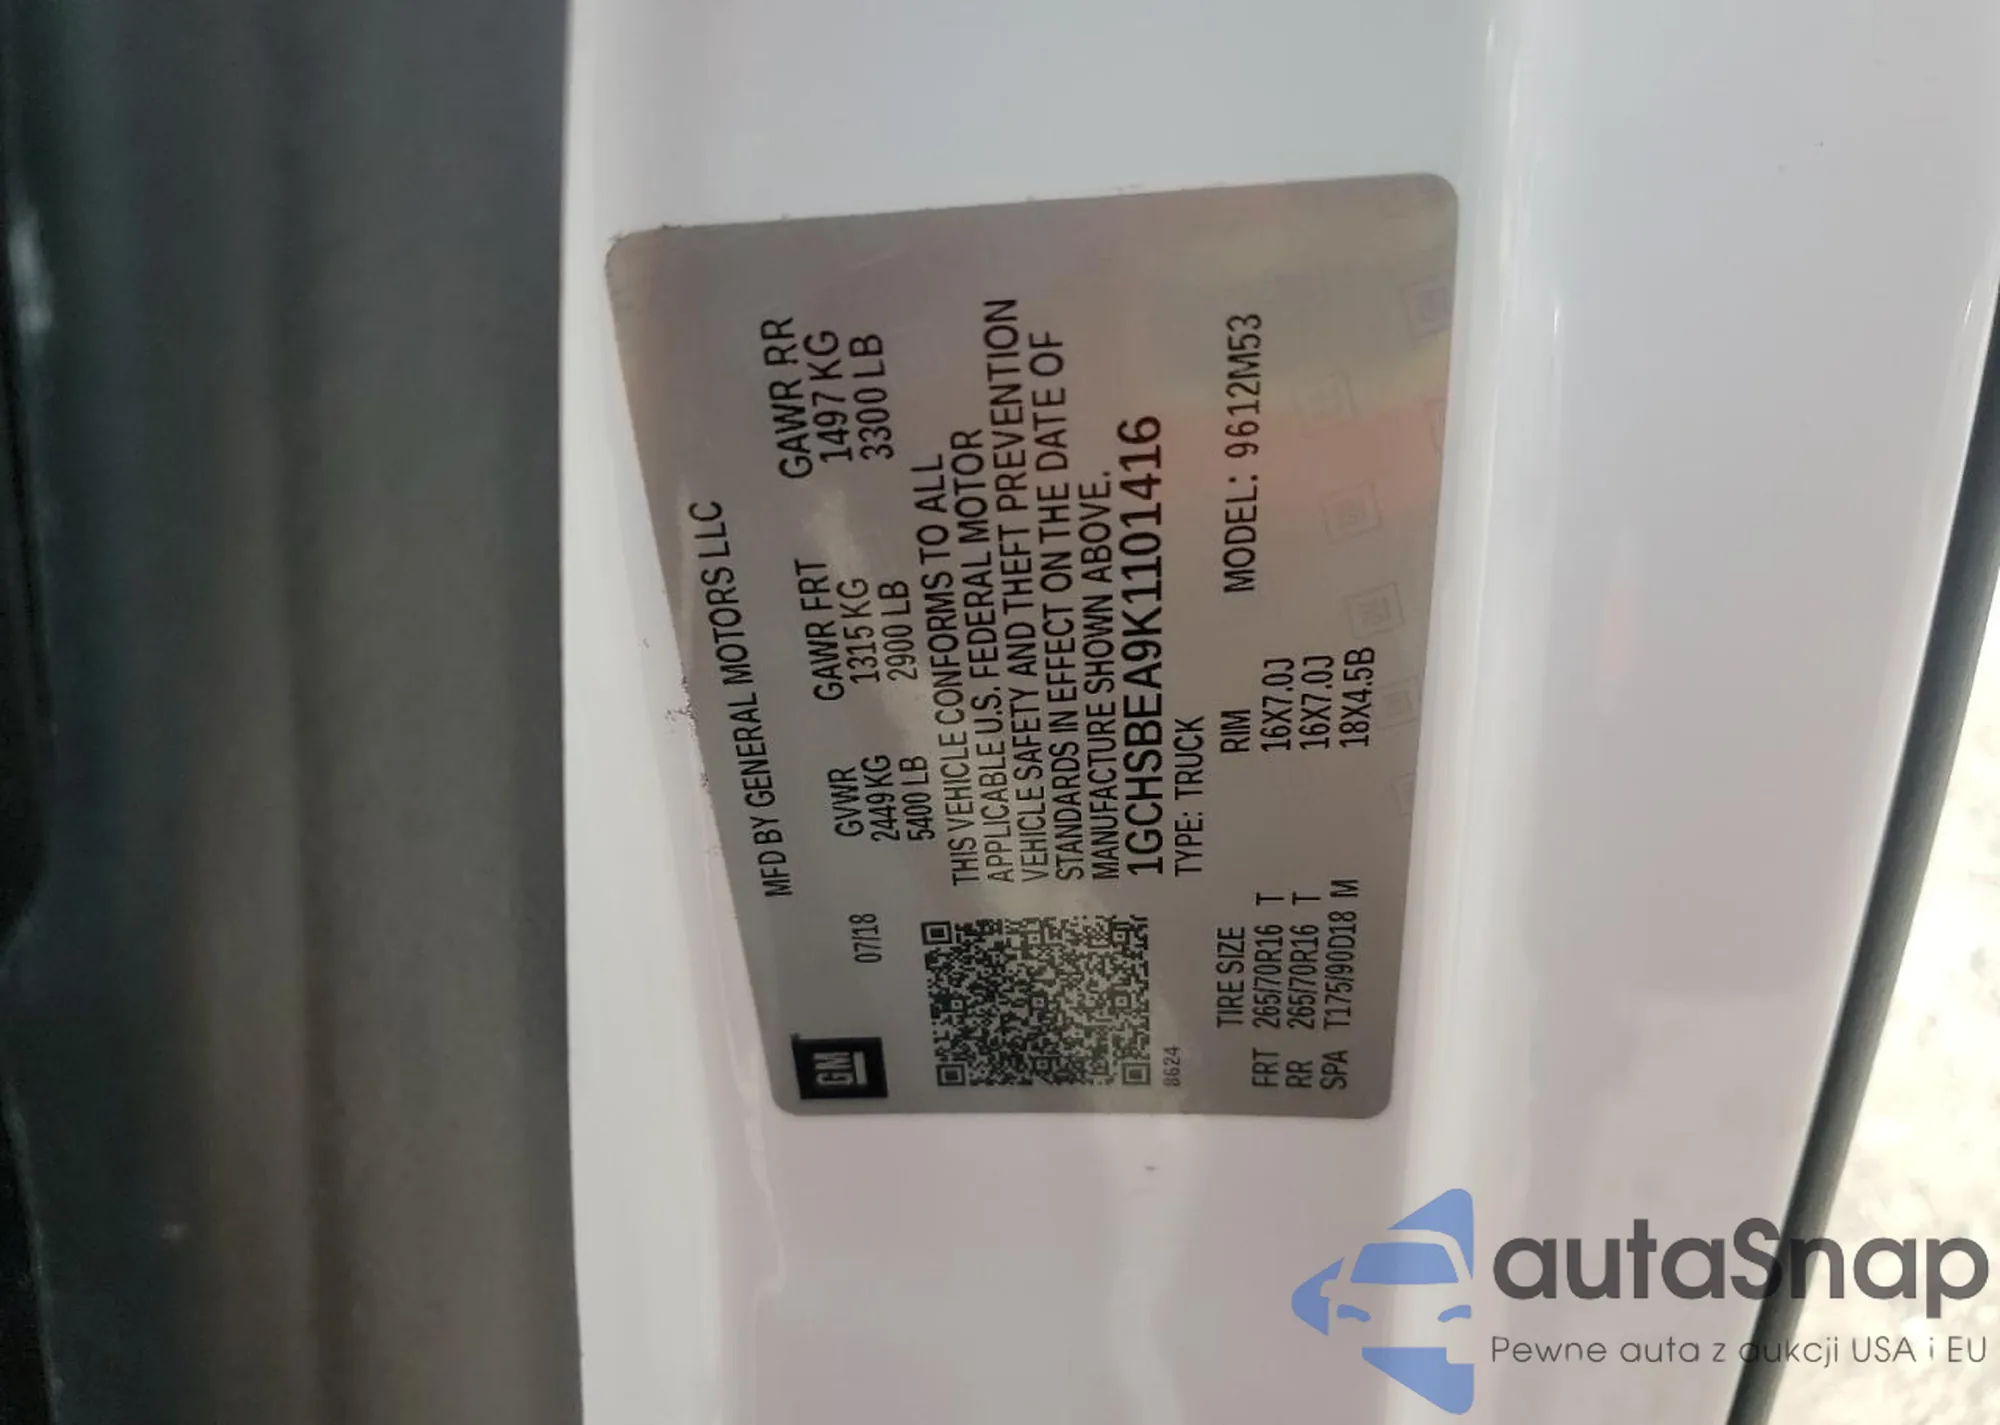 MFD BY GENERAL MOTORS LLC
GM
07/18
GVWR GAWR FRT GAWR RR
2449 KG 1315 KG 1497 KG
5400 LB 2900 LB 3300 LB
THIS VEHICLE CONFORMS TO ALL
APPLICABLE U.S. FEDERAL MOTOR
VEHICLE SAFETY AND THEFT PREVENTION
STANDARDS IN EFFECT ON THE DATE OF
MANUFACTURE SHOWN ABOVE.
1GCHSBEA9K1101416
8624
TYPE: TRUCK
MODEL: 9612M53
TIRE SIZE RIM
FRT 265/70R16 T 16X7.0J
RR 265/70R16 T 16X7.0J
SPA T175/90D18 M 18X4.5B
autaSnap
Pewne auta z aukcji USA i EU